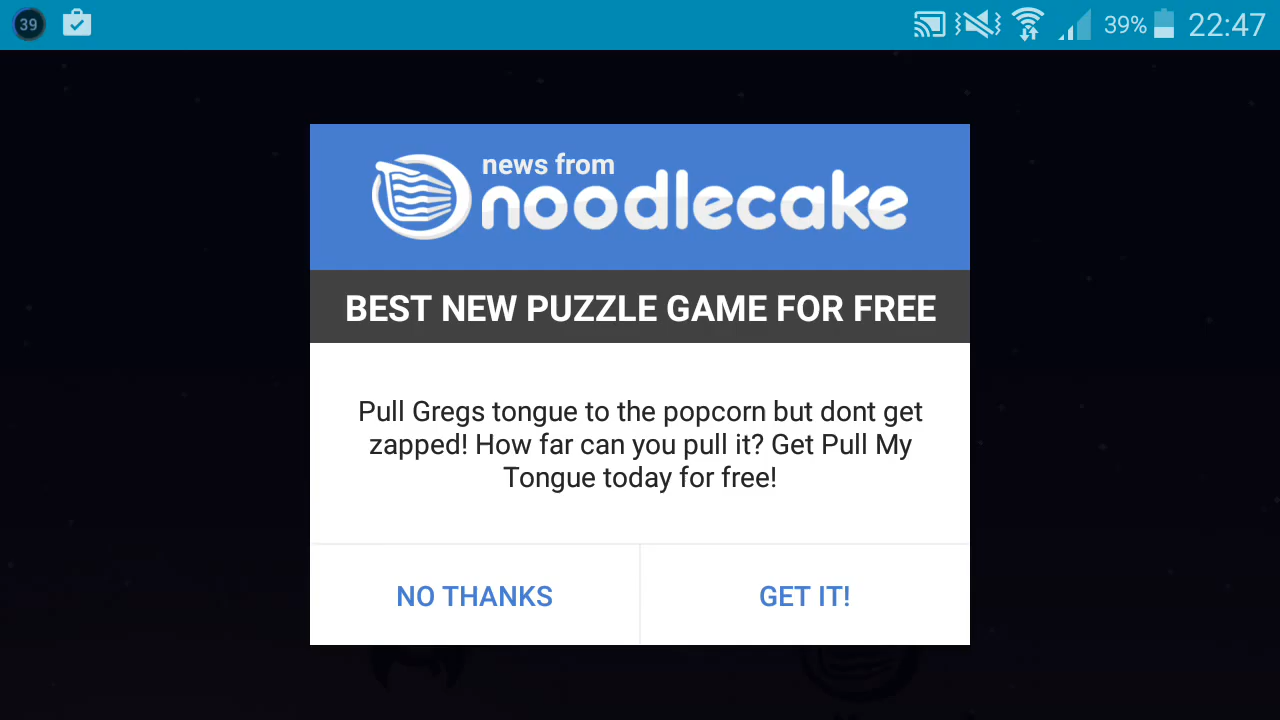 39
39% 22:47
news from
noodlecake
BEST NEW PUZZLE GAME FOR FREE
Pull Gregs tongue to the popcorn but dont get
zapped! How far can you pull it? Get Pull My
Tongue today for free!
NO THANKS
GET IT!